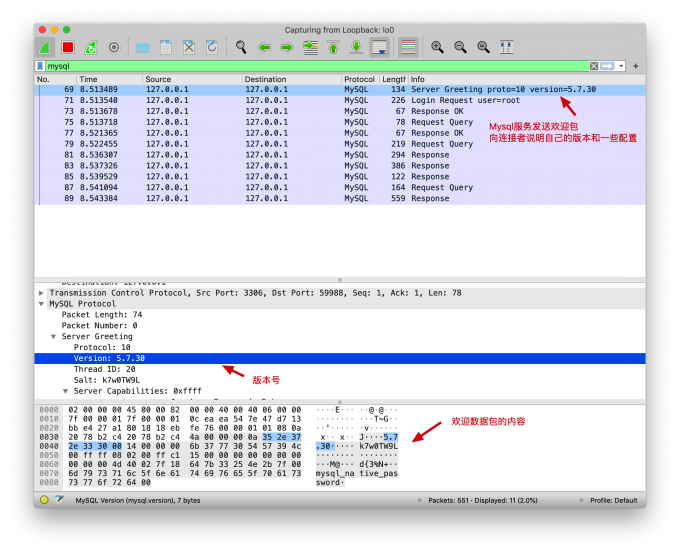 Capturing from Loopback: lo0
mysql
No. Time Source Destination Protocol Length Info
69 8.513489 127.0.0.1 127.0.0.1 MySQL 134 Server Greeting proto=10 version=5.7.30
71 8.513540 127.0.0.1 127.0.0.1 MySQL 226 Login Request user=root
73 8.513678 127.0.0.1 127.0.0.1 MySQL 67 Response OK
75 8.513718 127.0.0.1 127.0.0.1 MySQL 78 Request Query
77 8.521365 127.0.0.1 127.0.0.1 MySQL 67 Response OK
79 8.522455 127.0.0.1 127.0.0.1 MySQL 219 Request Query
81 8.536307 127.0.0.1 127.0.0.1 MySQL 294 Response
83 8.537326 127.0.0.1 127.0.0.1 MySQL 386 Response
85 8.539529 127.0.0.1 127.0.0.1 MySQL 122 Response
87 8.541094 127.0.0.1 127.0.0.1 MySQL 164 Request Query
89 8.543384 127.0.0.1 127.0.0.1 MySQL 559 Response
Mysql服务发送欢迎包
向连接者说明自己的版本和一些配置
Destination: 127.0.0.1
Transmission Control Protocol, Src Port: 3306, Dst Port: 59988, Seq: 1, Ack: 1, Len: 78
MySQL Protocol
Packet Length: 74
Packet Number: 0
Server Greeting
Protocol: 10
Version: 5.7.30
Thread ID: 20
Salt: k7w0TW9L
Server Capabilities: 0xffff
版本号
0000 02 00 00 00 45 00 00 82 00 00 40 00 40 06 00 00 ····E··· ··@·@···
0010 7f 00 00 01 7f 00 00 01 0c ea ea 54 7e 47 d7 13 ········ ···T~G··
0020 bb e4 27 a1 80 18 18 eb fe 76 00 00 01 01 08 0a ··'····· ·v······
0030 20 78 b2 c4 20 78 b2 c4 4a 00 00 00 0a 35 2e 37 x·· x·· J····5.7
0040 2e 33 30 00 14 00 00 00 6b 37 77 30 54 57 39 4c .30····· k7w0TW9L
0050 00 ff ff 08 02 00 ff c1 15 00 00 00 00 00 00 00 ········ ········
0060 00 00 00 4d 40 02 7f 18 64 7b 33 25 4e 2b 7f 00 ···M@··· d{3%N+··
0070 6d 79 73 71 6c 5f 6e 61 74 69 76 65 5f 70 61 73 mysql_na tive_pas
0080 73 77 6f 72 64 00 sword·
欢迎数据包的内容
MySQL Version (mysql.version), 7 bytes Packets: 551 · Displayed: 11 (2.0%) Profile: Default